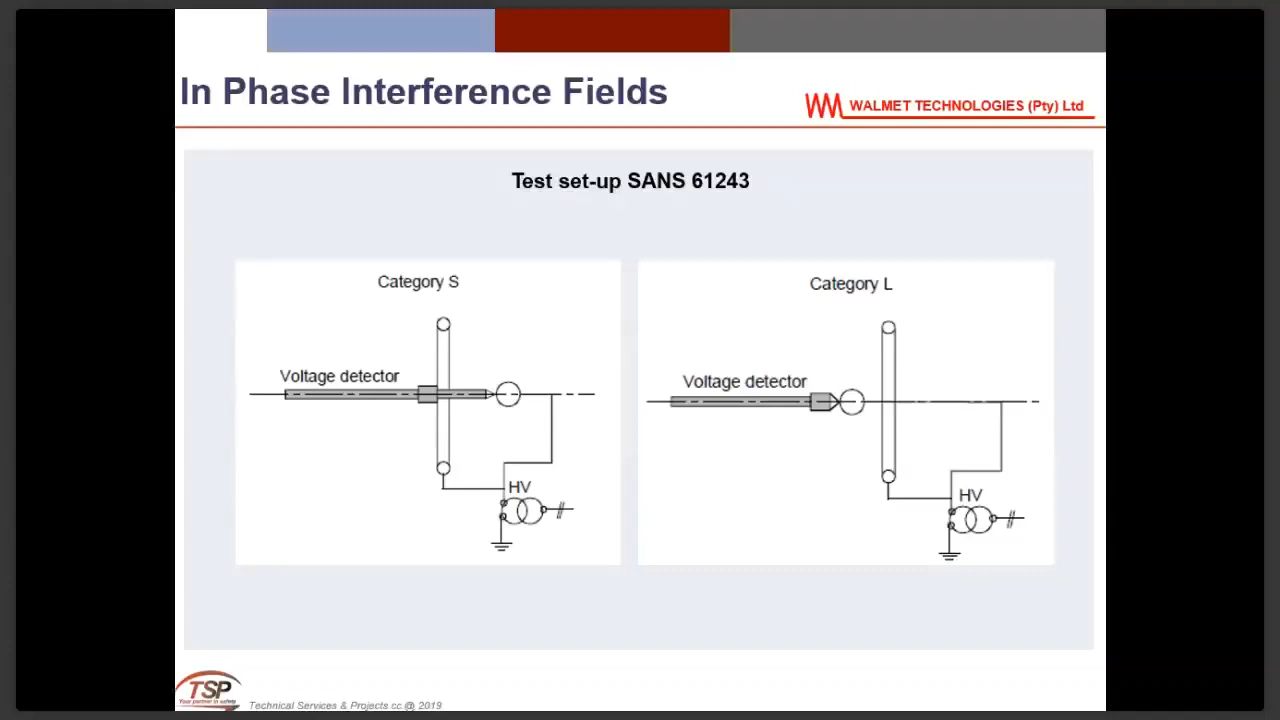 In Phase Interference Fields
WALMET TECHNOLOGIES (Pty) Ltd
Test set-up SANS 61243
Category S
Voltage detector
HV
Category L
Voltage detector
HV
TSP
Your partner in safety
Technical Services & Projects cc.@ 2019